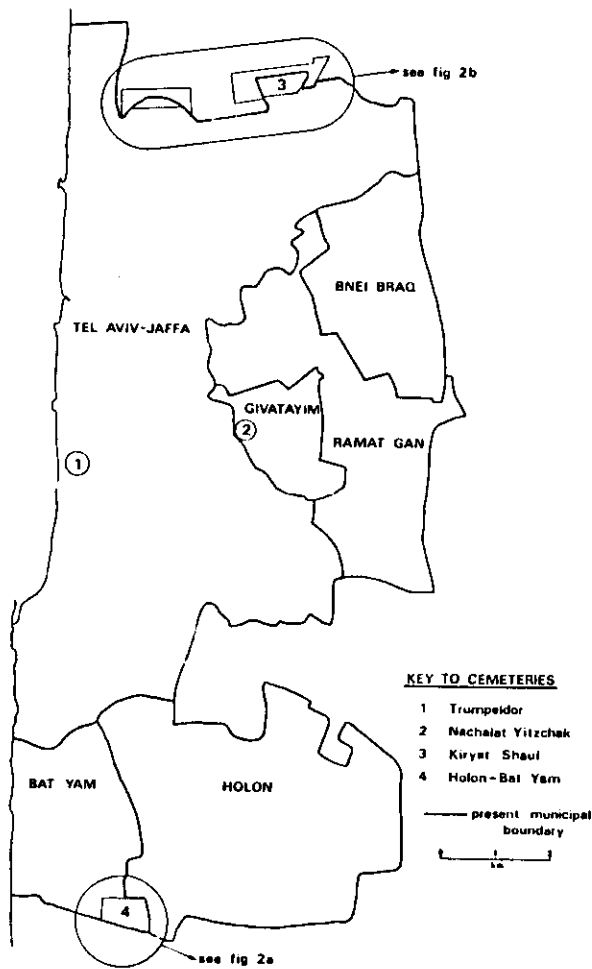 see fig 2b
3
BNEI BRAQ
TEL AVIV-JAFFA
GIVATAYIM
2
RAMAT GAN
1
KEY TO CEMETERIES
1 Trumpeldor
2 Nachalat Yitzchak
3 Kiryat Shaul
4 Holon-Bat Yam
present municipal
boundary
BAT YAM
HOLON
4
see fig 2a